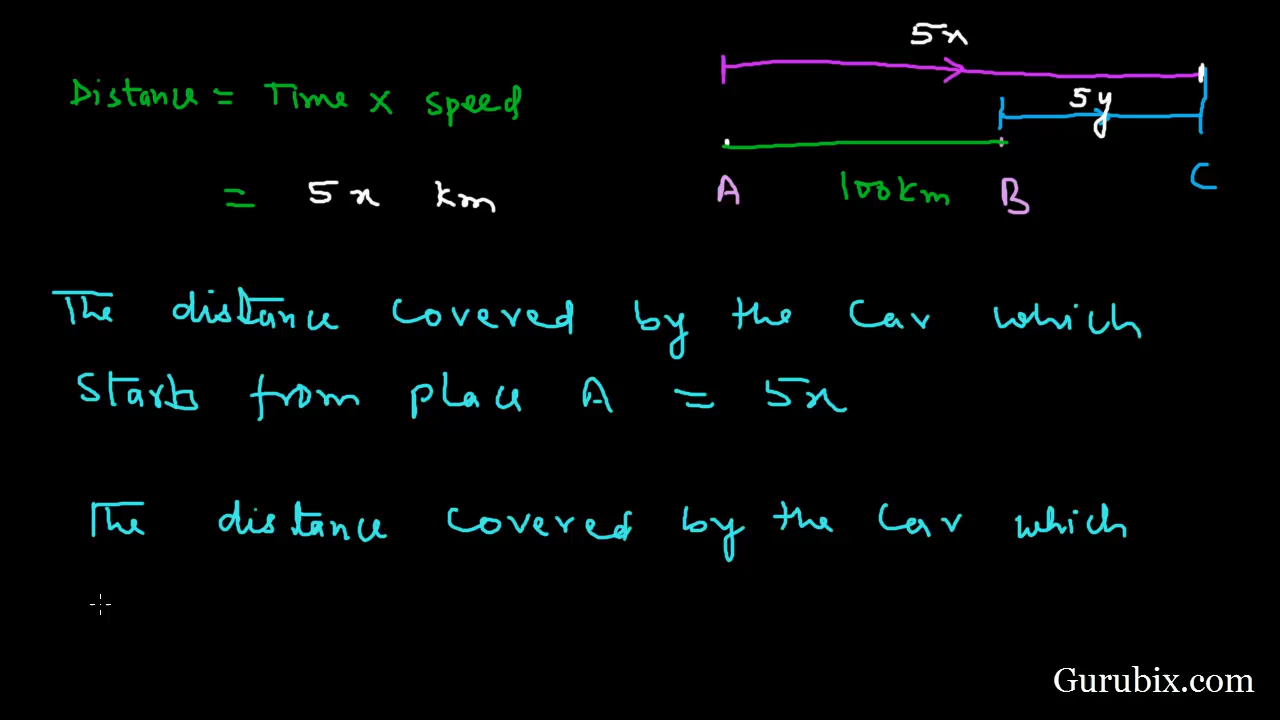 5x
Distance = Time × speed
5y
= 5x km
A 100km B C
The distance covered by the car which
starts from place A = 5x
The distance covered by the car which
Gurubix.com